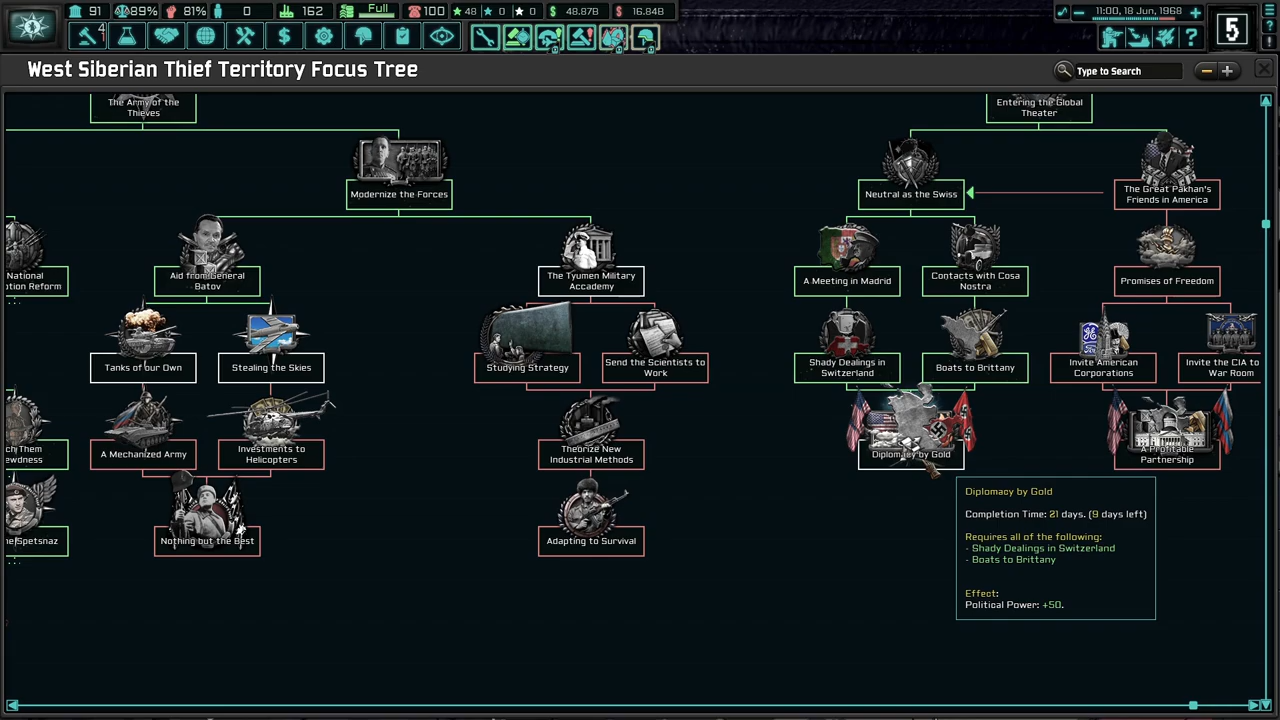 91
89%
81%
0
162
Full
100
48
0
0
48.87B
16.84B
11:00, 18 Jun, 1968
5
4
West Siberian Thief Territory Focus Tree
Type to Search
The Army of the
Thieves
Entering the Global
Theater
Modernize the Forces
Neutral as the Swiss
The Great Pakhan's
Friends in America
National
ption Reform
Aid from General
Batov
The Tyumen Military
Accademy
A Meeting in Madrid
Contacts with Cosa
Nostra
Promises of Freedom
Tanks of our Own
Stealing the Skies
Studying Strategy
Send the Scientists to
Work
Shady Dealings in
Switzerland
Boats to Brittany
Invite American
Corporations
Invite the CIA to
War Room
ch Them
ewdness
A Mechanized Army
Investments to
Helicopters
Theorize New
Industrial Methods
Diplomacy by Gold
A Profitable
Partnership
he Spetsnaz
Nothing but the Best
Adapting to Survival
Diplomacy by Gold
Completion Time: 21 days. (9 days left)
Requires all of the following:
- Shady Dealings in Switzerland
- Boats to Brittany
Effect:
Political Power: +50.